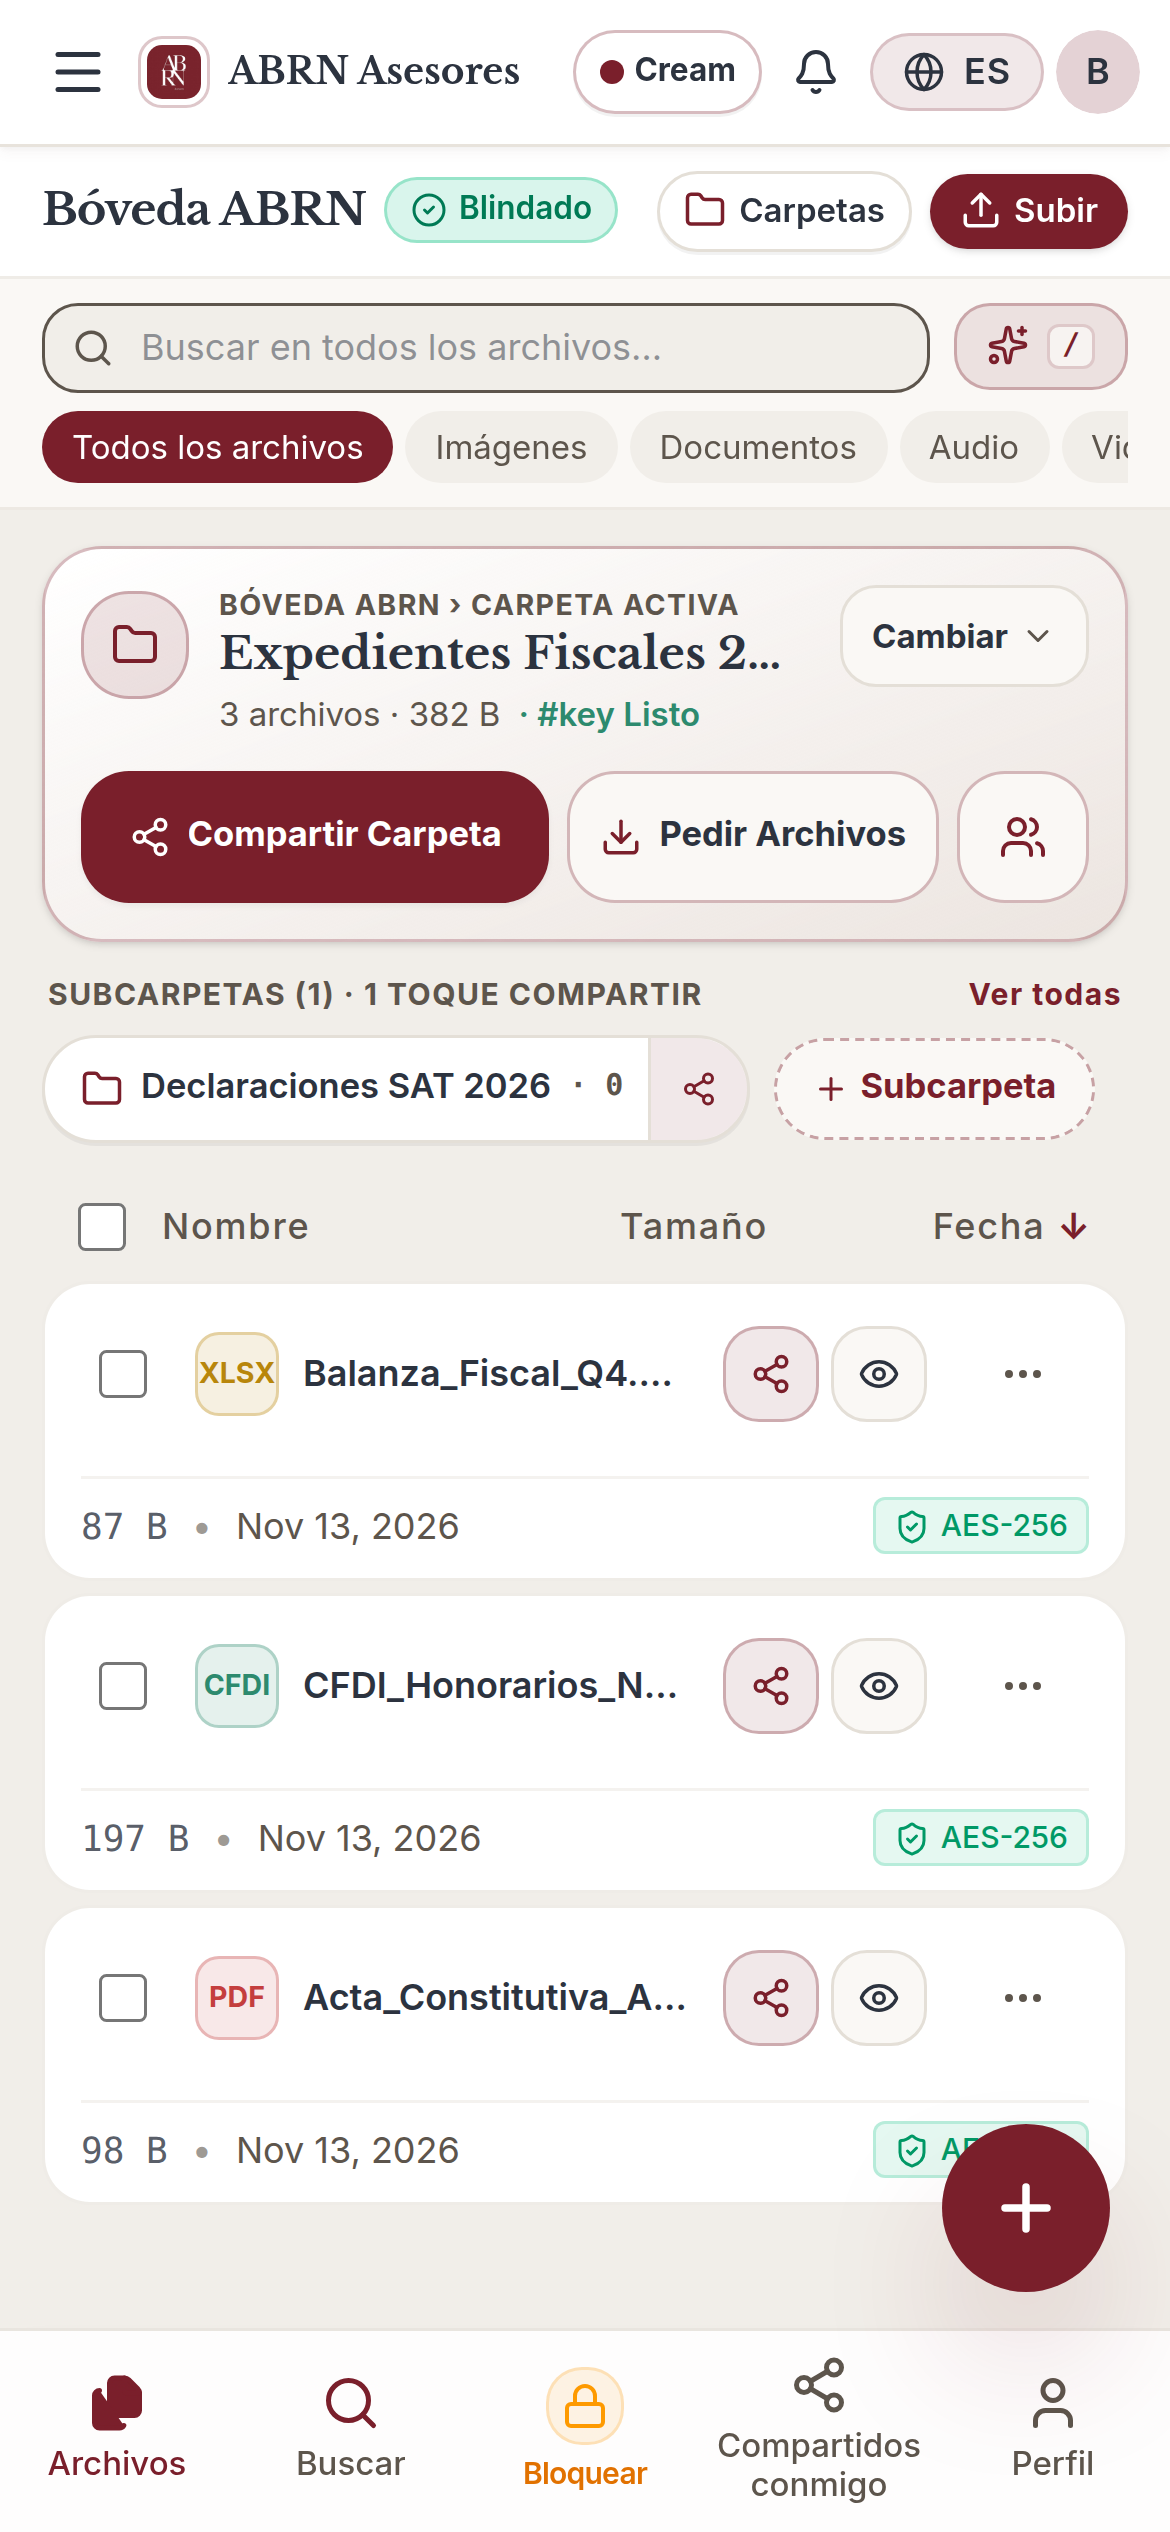 AB
RN
ABRN Asesores
Cream
ES
B
Bóveda ABRN
Blindado
Carpetas
Subir
Buscar en todos los archivos...
/
Todos los archivos
Imágenes
Documentos
Audio
BÓVEDA ABRN › CARPETA ACTIVA
Expedientes Fiscales 2...
3 archivos · 382 B · #key Listo
Cambiar
Compartir Carpeta
Pedir Archivos
SUBCARPETAS (1) · 1 TOQUE COMPARTIR
Ver todas
Declaraciones SAT 2026 · 0
+ Subcarpeta
Nombre
Tamaño
Fecha ↓
XLSX
Balanza_Fiscal_Q4....
87 B • Nov 13, 2026
AES-256
CFDI
CFDI_Honorarios_N...
197 B • Nov 13, 2026
AES-256
PDF
Acta_Constitutiva_A...
98 B • Nov 13, 2026
Archivos
Buscar
Bloquear
Compartidos
conmigo
Perfil